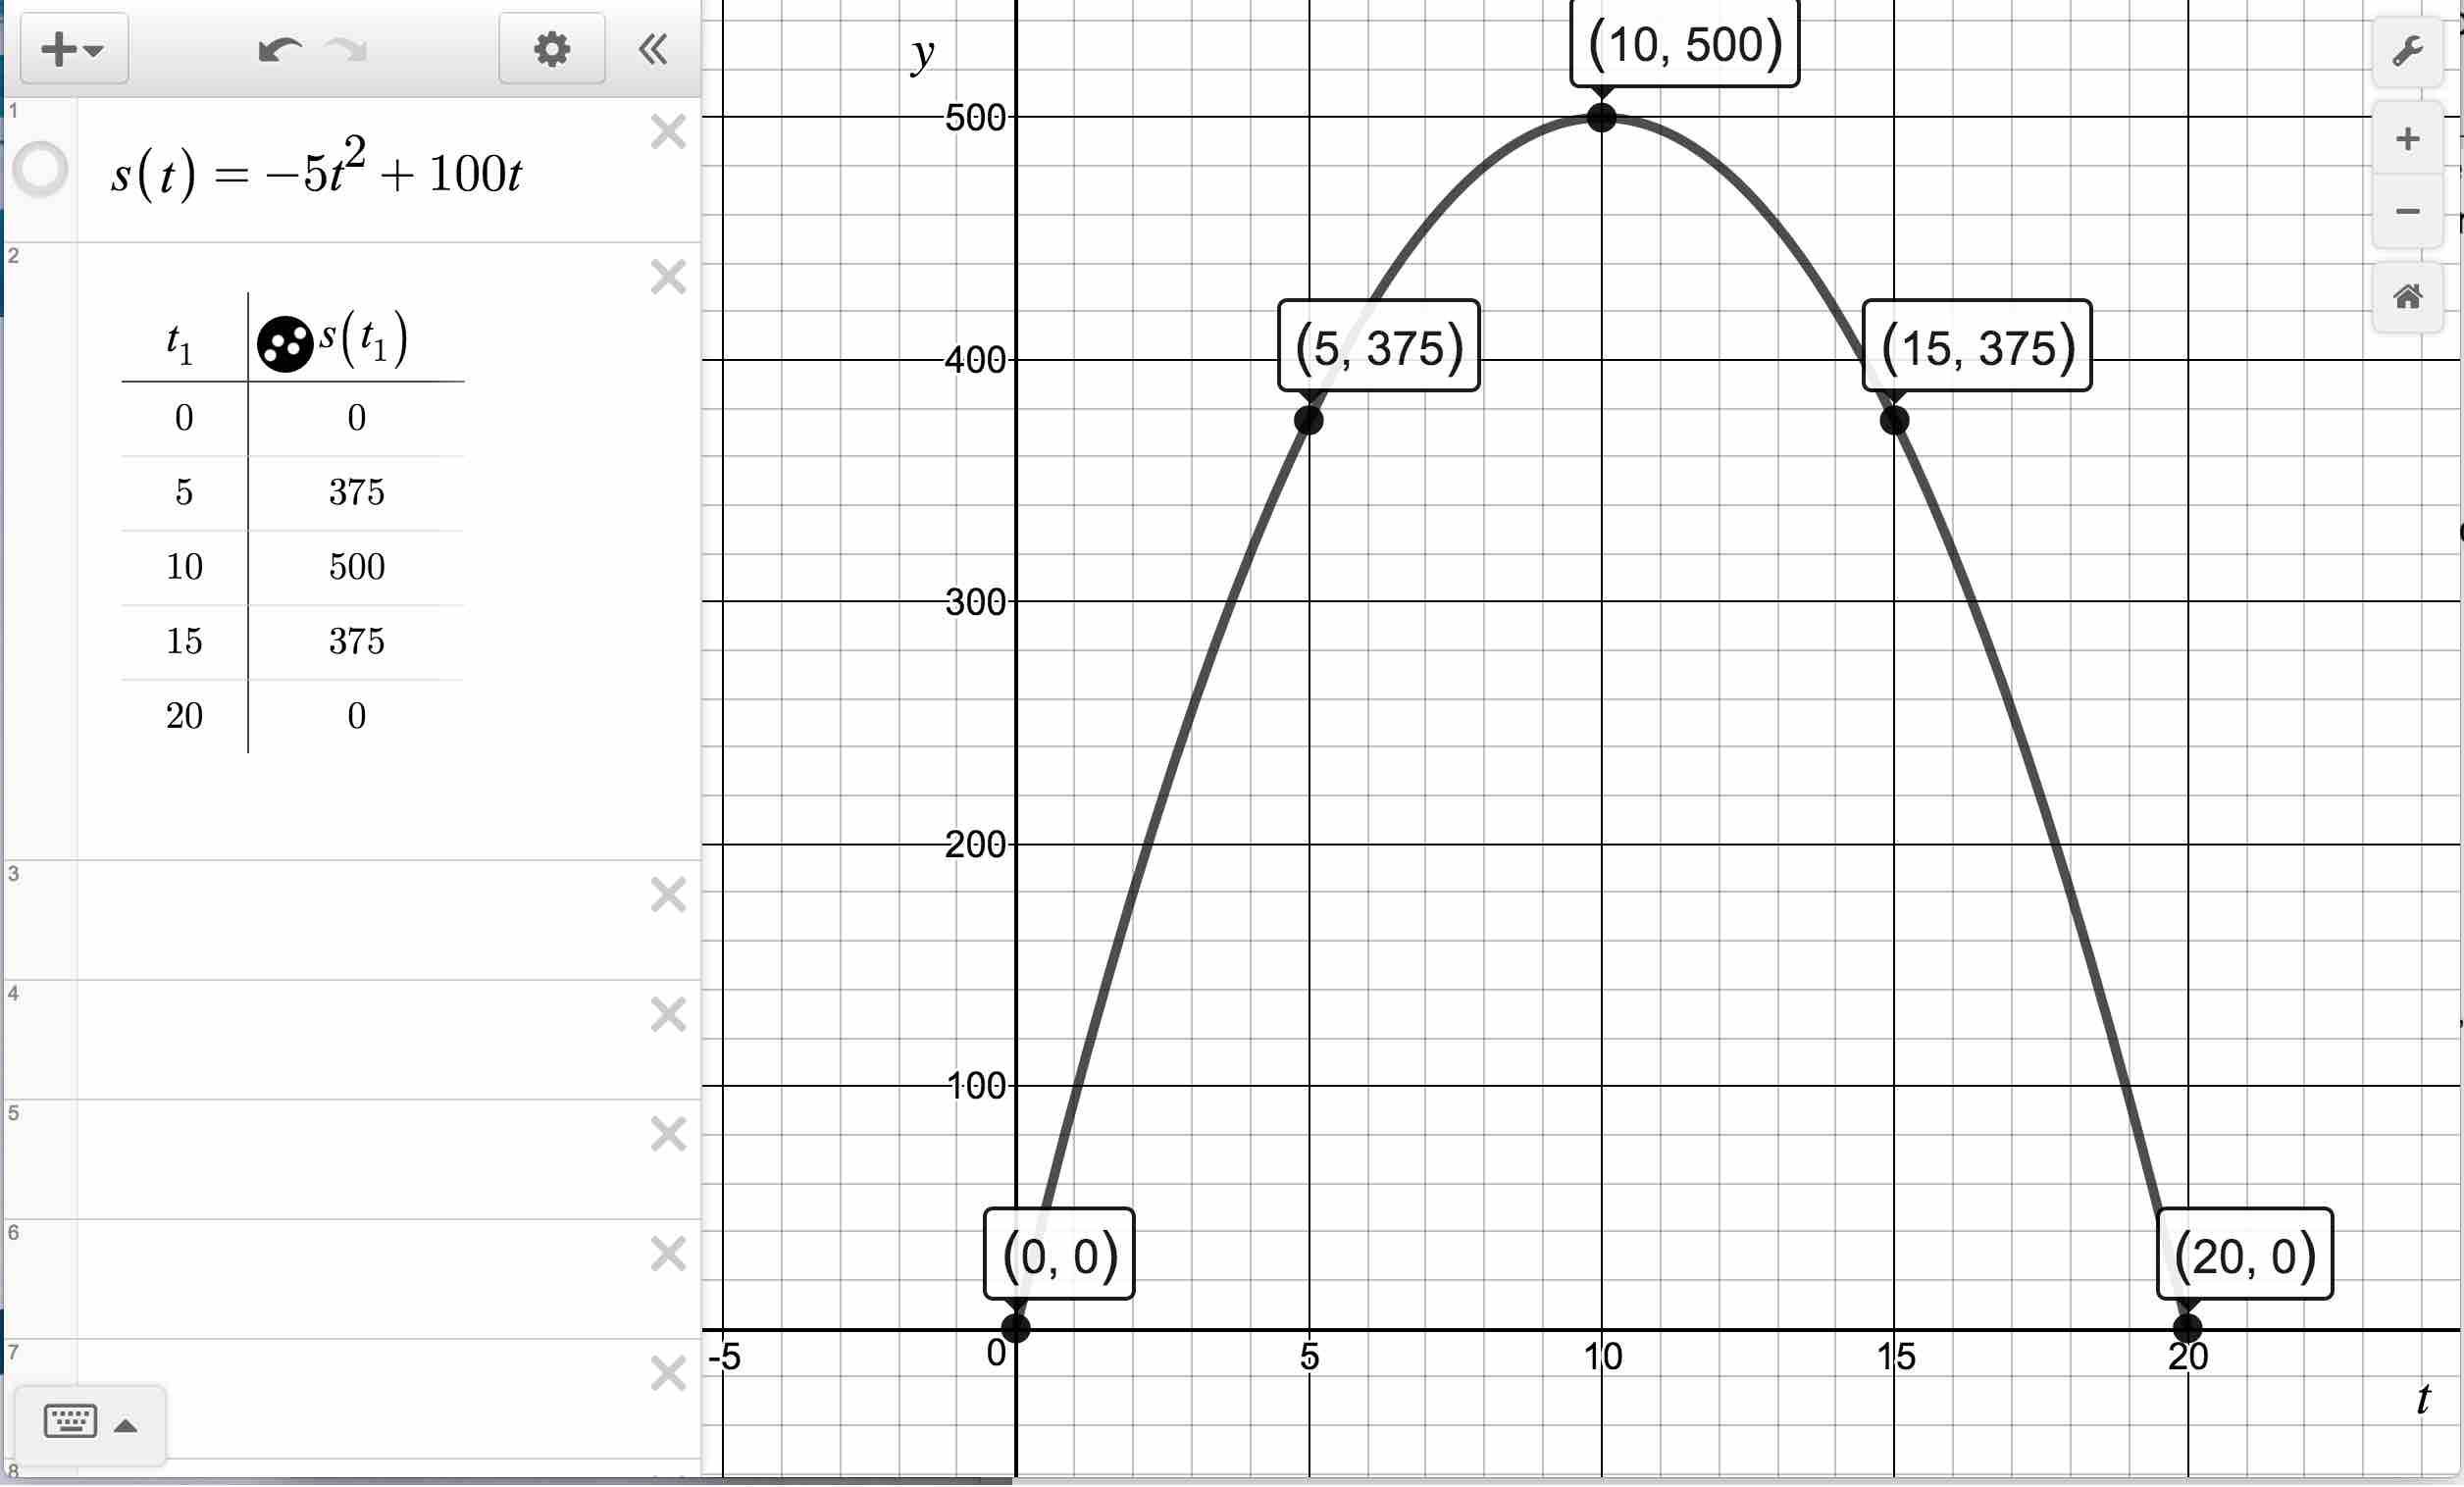 1
s(t) = −5t² + 100t
2
t₁ s(t₁)
0 0
5 375
10 500
15 375
20 0
3
4
5
6
7
8
y
(10, 500)
500
(5, 375) (15, 375)
400
300
200
100
(0, 0) (20, 0)
-5 0 5 10 15 20
t